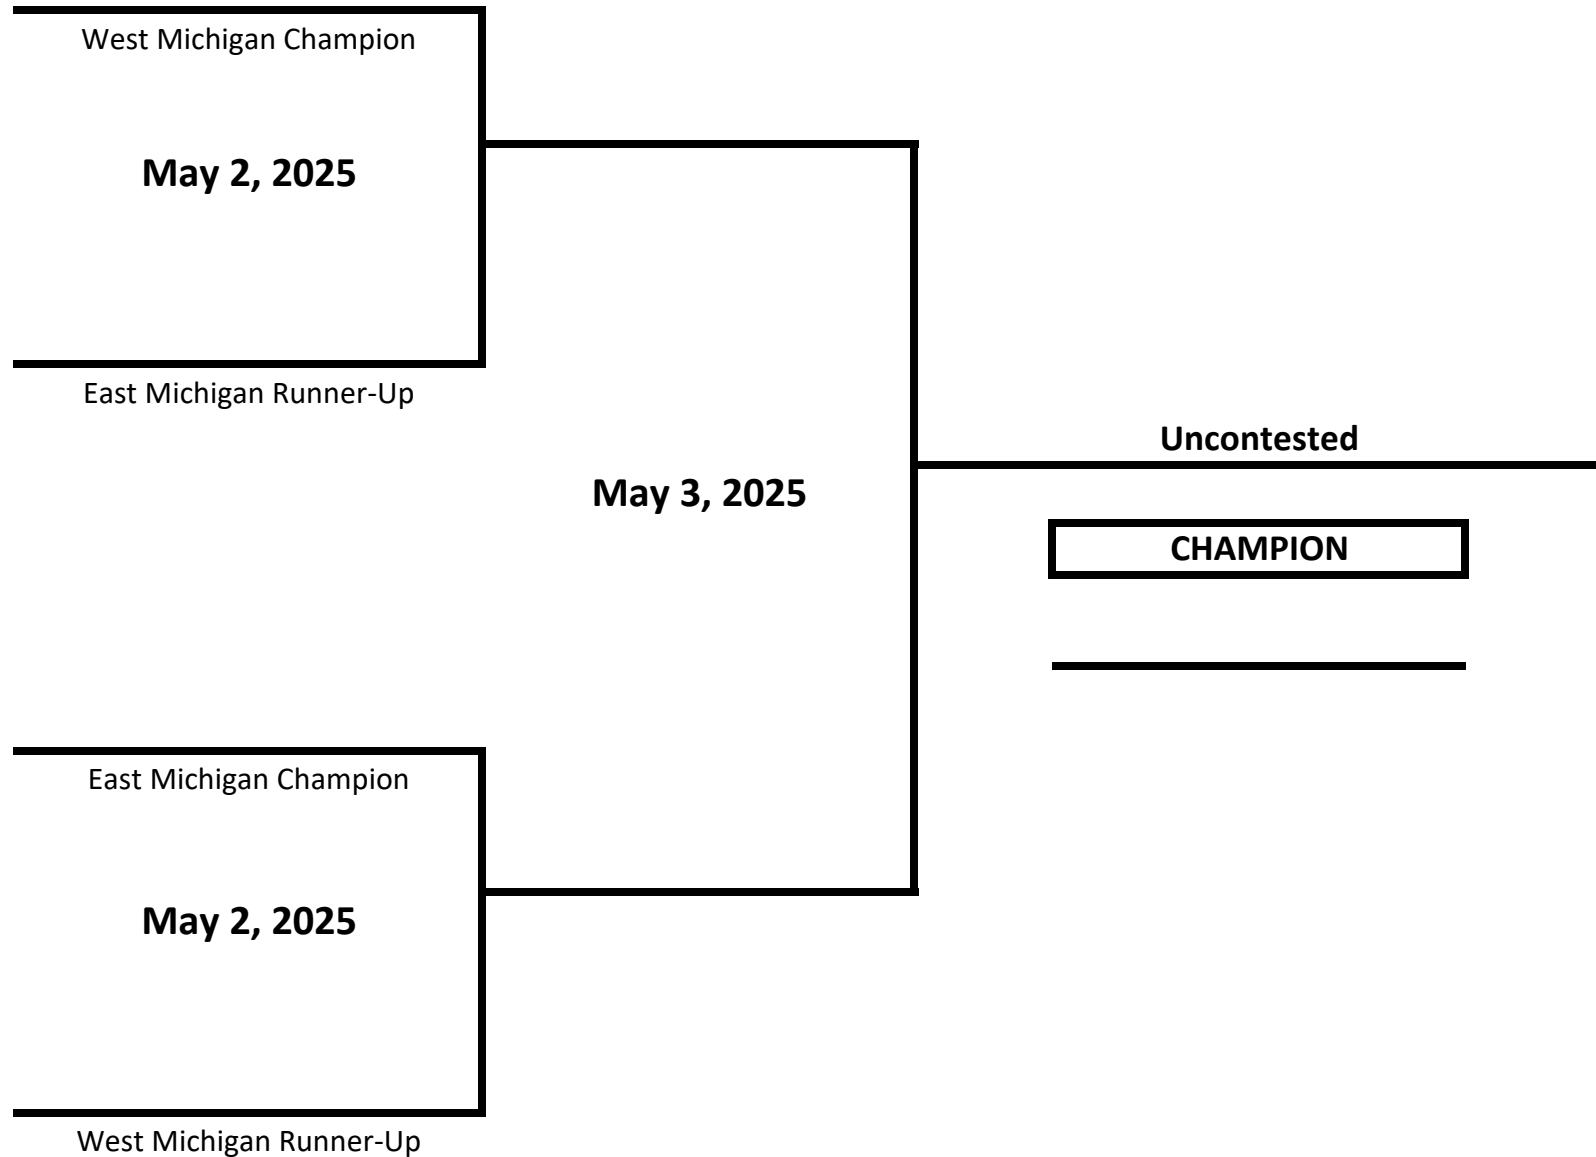 West Michigan Champion
May 2, 2025
East Michigan Runner-Up
Uncontested
May 3, 2025
CHAMPION
East Michigan Champion
May 2, 2025
West Michigan Runner-Up